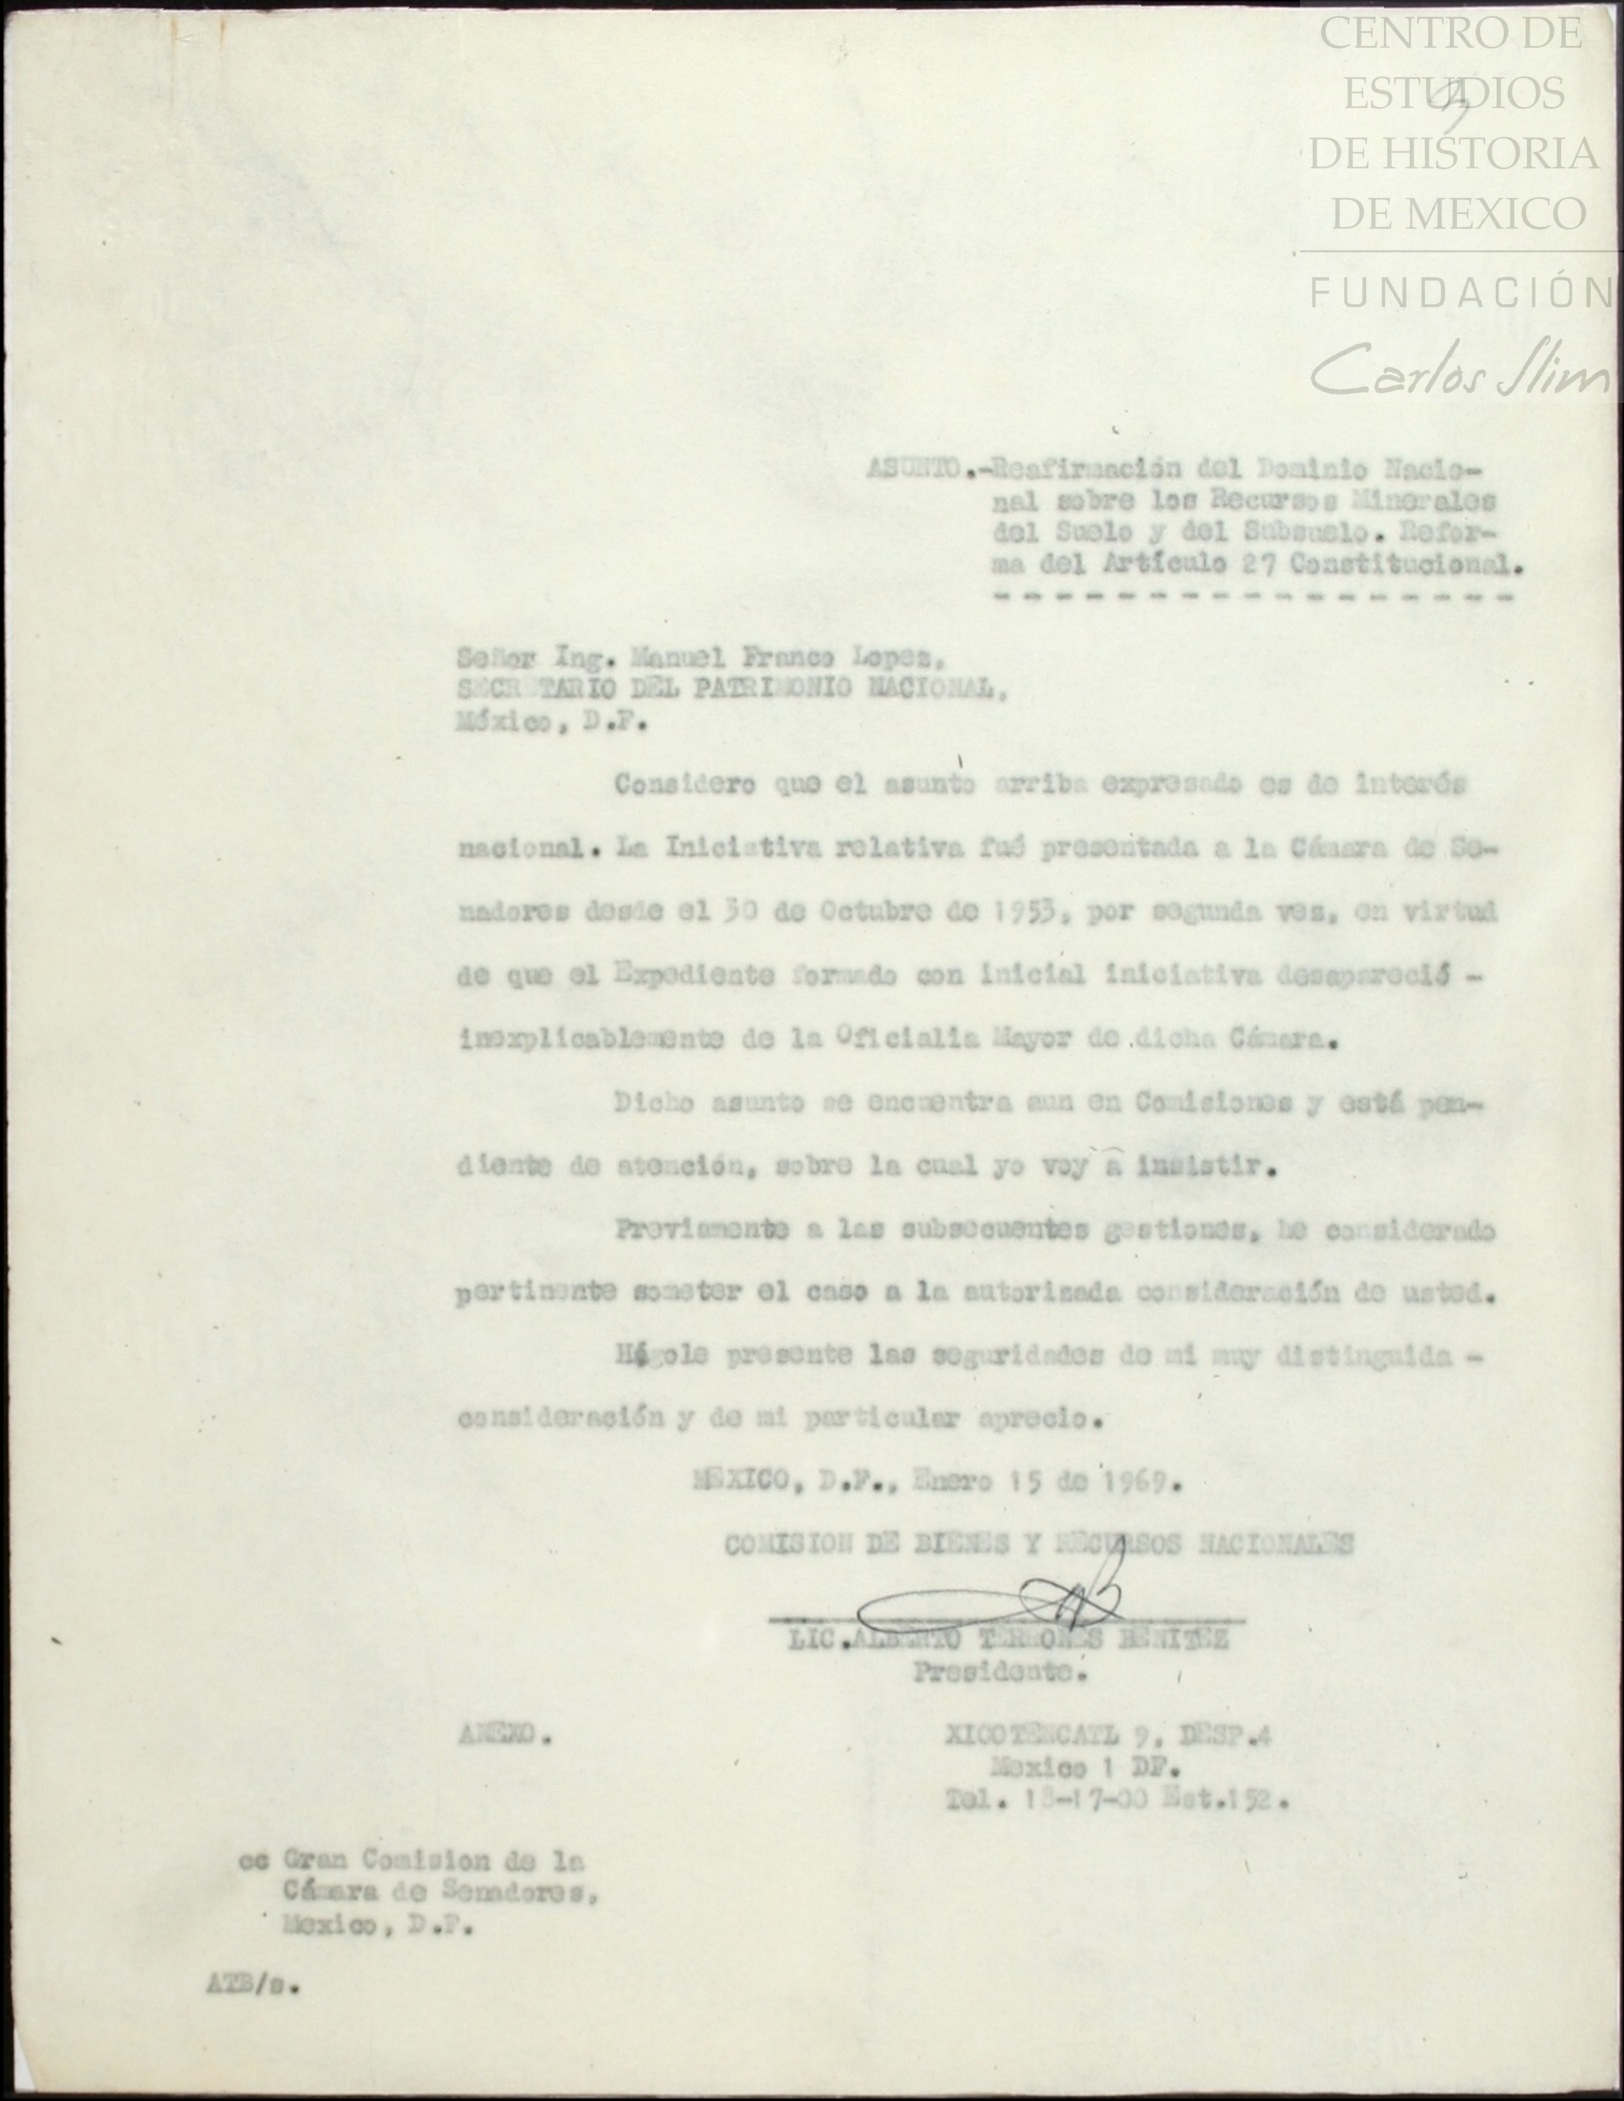 CENTRO DE
ESTUDIOS
DE HISTORIA
DE MEXICO
FUNDACIÓN
Carlos Slim
ASUNTO.-Reafirmación del Dominio Nacio-
nal sobre los Recursos Minerales
del Suelo y del Subsuelo. Refor-
ma del Artículo 27 Constitucional.
- - - - - - - - - - - - - - - - -
Señor Ing. Manuel Franco Lopez,
SECRETARIO DEL PATRIMONIO NACIONAL,
México, D.F.
Considero que el asunto arriba expresado es de interés
nacional. La Iniciativa relativa fué presentada a la Cámara de Se-
nadores desde el 30 de Octubre de 1953, por segunda vez, en virtud
de que el Expediente formado con inicial iniciativa desapareció -
inexplicablemente de la Oficialia Mayor de dicha Cámara.
Dicho asunto se encuentra aun en Comisiones y está pen-
diente de atención, sobre la cual yo voy a insistir.
Previamente a las subsecuentes gestiones, he considerado
pertinente someter el caso a la autorizada consideración de usted.
Hágole presente las seguridades de mi muy distinguida -
consideración y de mi particular aprecio.
MEXICO, D.F., Enero 15 de 1969.
COMISION DE BIENES Y RECURSOS NACIONALES
LIC.ALBERTO TERRONES BENITEZ
Presidente.
ANEXO.
XICOTENCATL 9, DESP.4
Mexico 1 DF.
Tel. 18-17-00 Ext.152.
cc Gran Comision de la
Cámara de Senadores,
Mexico, D.F.
ATB/s.